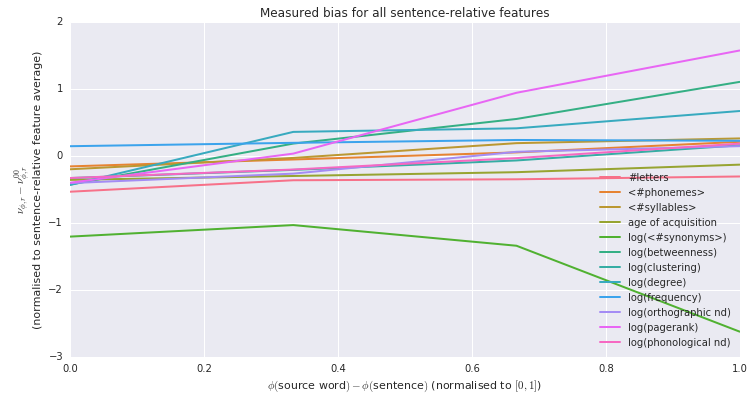 Measured bias for all sentence-relative features
2
1
0
−1
−2
−3
ν_{φ,r} − ν^{00}_{φ,r}
(normalised to sentence-relative feature average)
#letters
<#phonemes>
<#syllables>
age of acquisition
log(<#synonyms>)
log(betweenness)
log(clustering)
log(degree)
log(frequency)
log(orthographic nd)
log(pagerank)
log(phonological nd)
0.0 0.2 0.4 0.6 0.8 1.0
ϕ(source word) − ϕ(sentence) (normalised to [0, 1])